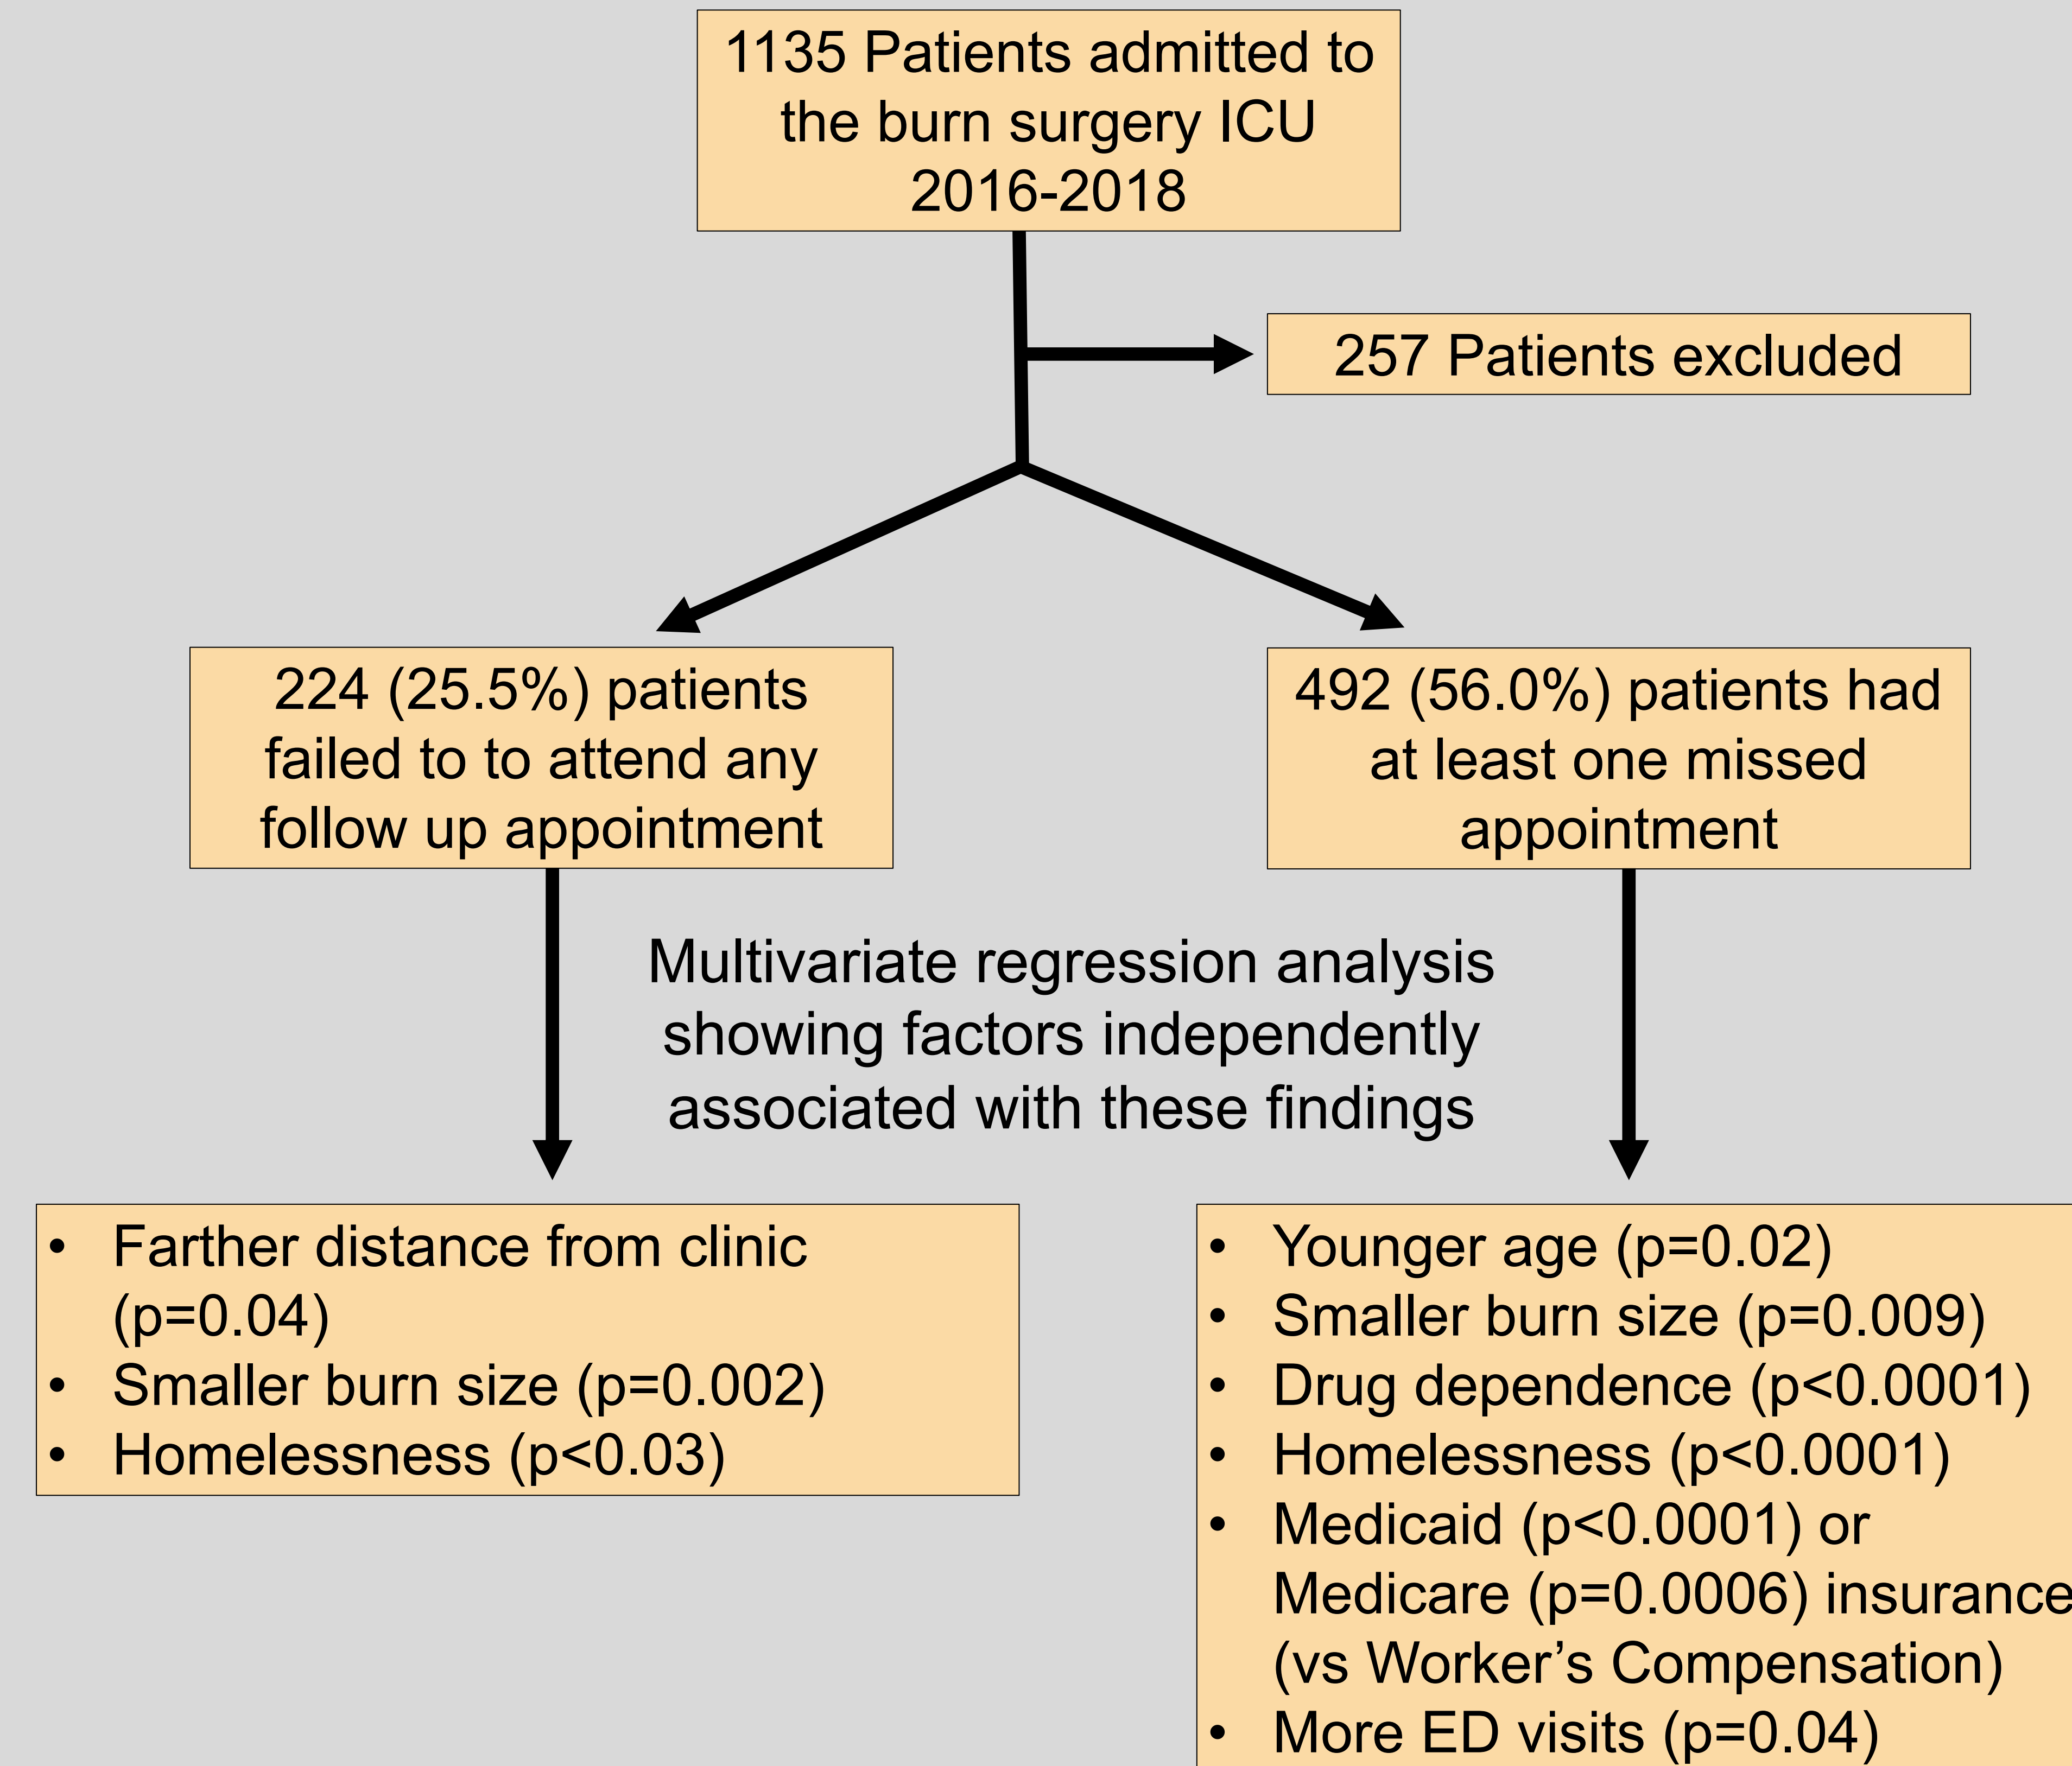 1135 Patients admitted to
the burn surgery ICU
2016-2018
257 Patients excluded
224 (25.5%) patients
failed to to attend any
follow up appointment
492 (56.0%) patients had
at least one missed
appointment
Multivariate regression analysis
showing factors independently
associated with these findings
• Farther distance from clinic
(p=0.04)
• Smaller burn size (p=0.002)
• Homelessness (p<0.03)
• Younger age (p=0.02)
• Smaller burn size (p=0.009)
• Drug dependence (p<0.0001)
• Homelessness (p<0.0001)
• Medicaid (p<0.0001) or
Medicare (p=0.0006) insurance
(vs Worker’s Compensation)
• More ED visits (p=0.04)